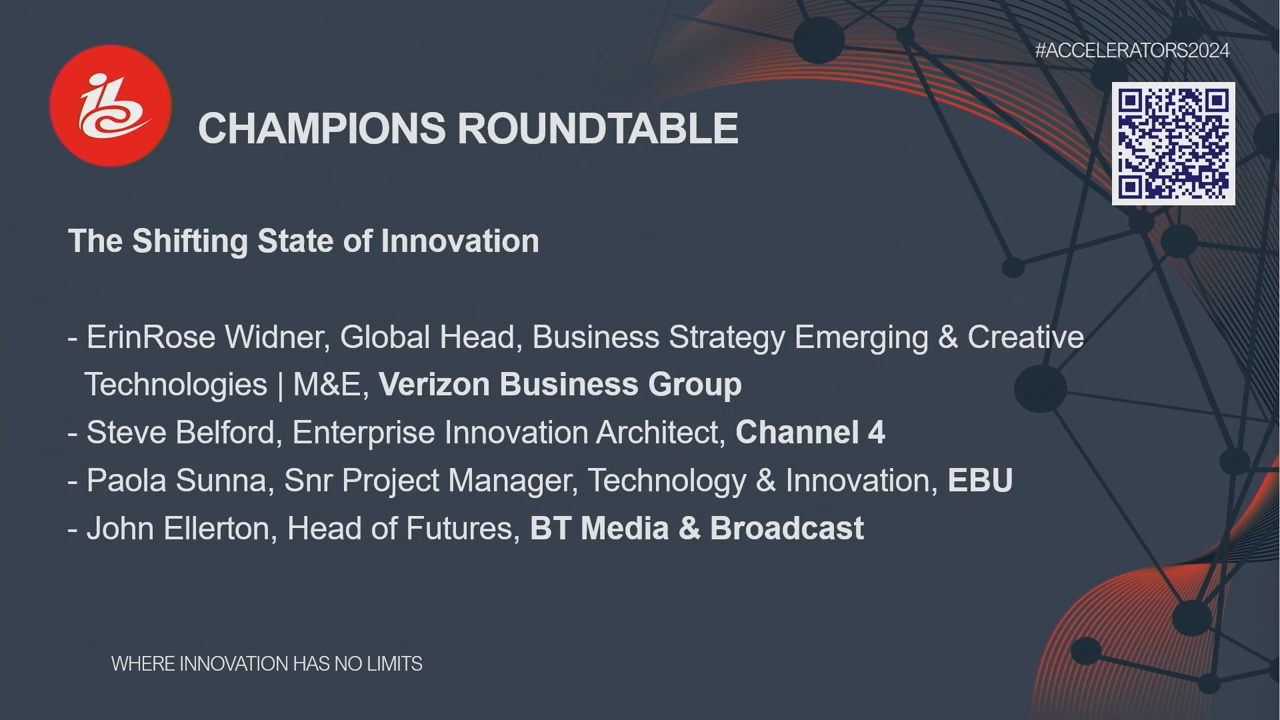 #ACCELERATORS2024
ibc
CHAMPIONS ROUNDTABLE
The Shifting State of Innovation
- ErinRose Widner, Global Head, Business Strategy Emerging & Creative
Technologies | M&E, Verizon Business Group
- Steve Belford, Enterprise Innovation Architect, Channel 4
- Paola Sunna, Snr Project Manager, Technology & Innovation, EBU
- John Ellerton, Head of Futures, BT Media & Broadcast
WHERE INNOVATION HAS NO LIMITS